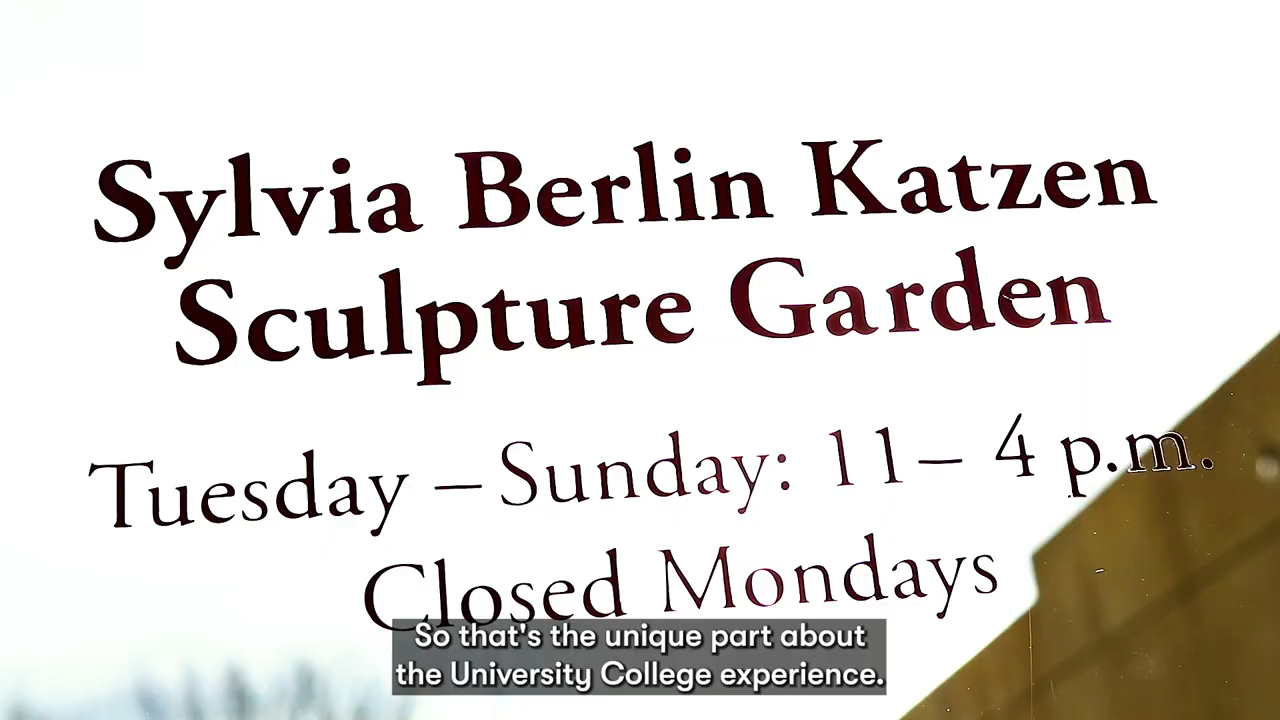 Sylvia Berlin Katzen
Sculpture Garden
Tuesday – Sunday: 11 – 4 p.m.
Closed Mondays
So that's the unique part about
the University College experience.